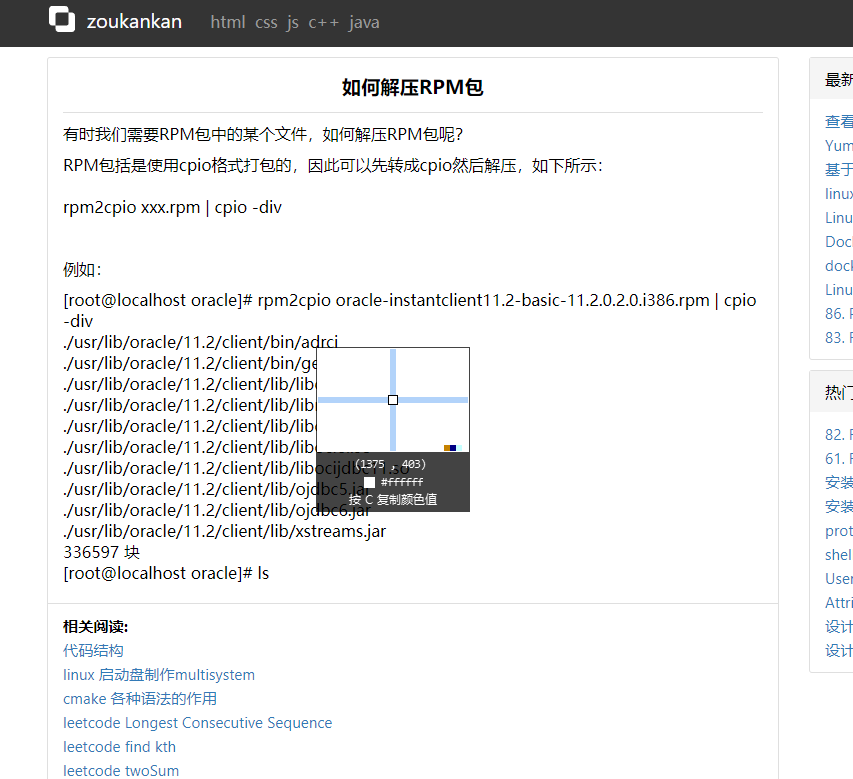 zoukankan html css js c++ java
如何解压RPM包
有时我们需要RPM包中的某个文件，如何解压RPM包呢？
RPM包括是使用cpio格式打包的，因此可以先转成cpio然后解压，如下所示：
rpm2cpio xxx.rpm | cpio -div
例如：
[root@localhost oracle]# rpm2cpio oracle-instantclient11.2-basic-11.2.0.2.0.i386.rpm | cpio
-div
./usr/lib/oracle/11.2/client/bin/adrci
./usr/lib/oracle/11.2/client/bin/ge
./usr/lib/oracle/11.2/client/lib/libo
./usr/lib/oracle/11.2/client/lib/lib
./usr/lib/oracle/11.2/client/lib/lib
./usr/lib/oracle/11.2/client/lib/lib
./usr/lib/oracle/11.2/client/lib/libocijdbc11.so
./usr/lib/oracle/11.2/client/lib/ojdbc5.jar
./usr/lib/oracle/11.2/client/lib/ojdbc6.jar
./usr/lib/oracle/11.2/client/lib/xstreams.jar
336597 块
[root@localhost oracle]# ls
(1375 , 403)
#ffffff
按 C 复制颜色值
相关阅读:
代码结构
linux 启动盘制作multisystem
cmake 各种语法的作用
leetcode Longest Consecutive Sequence
leetcode find kth
leetcode twoSum
最新
查看
Yum
基于
linux
Linu
Doc
dock
Linu
86.
83.
热门
82.
61.
安装
安装
prot
shel
User
Attri
设计
设计